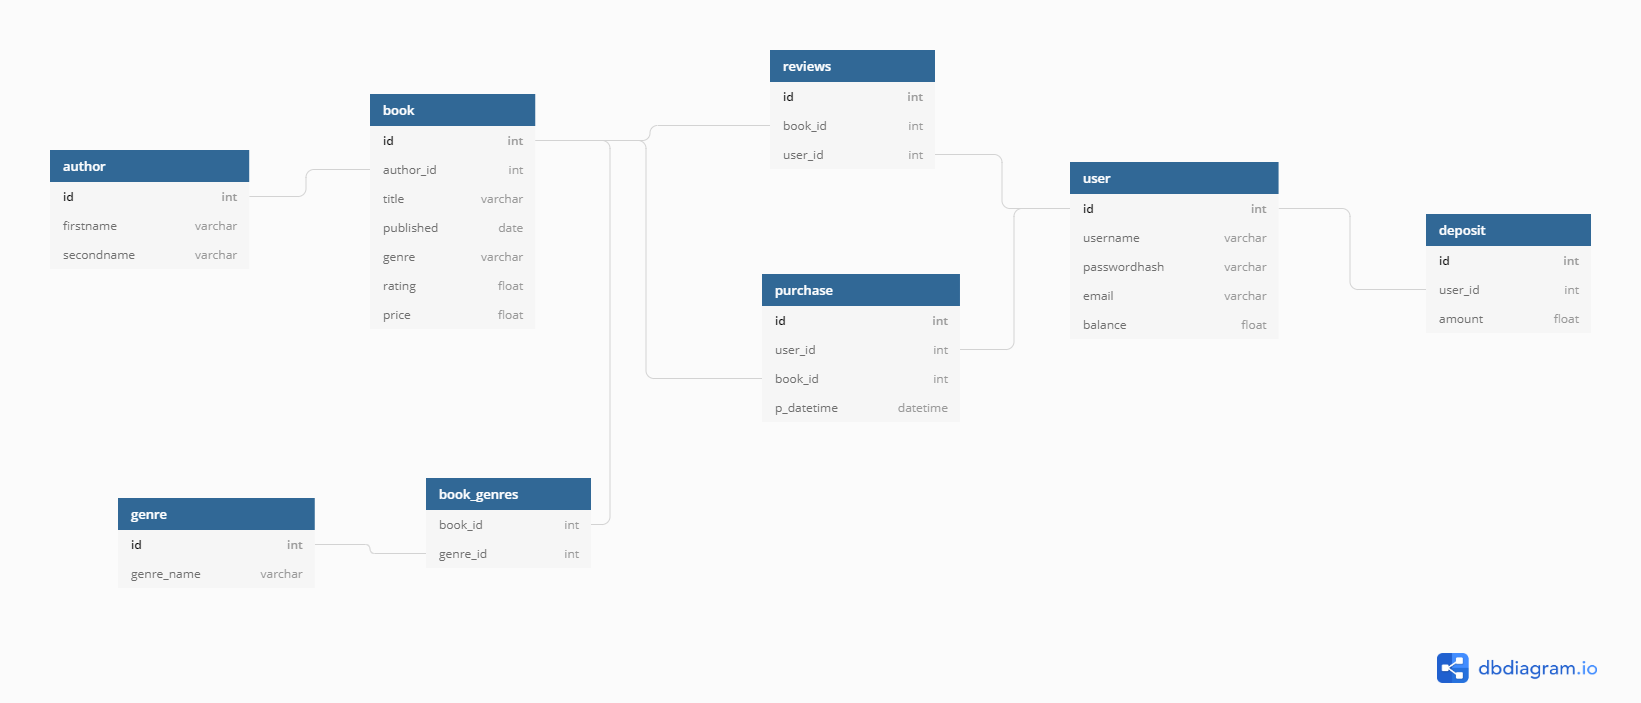 author
id int
firstname varchar
secondname varchar
book
id int
author_id int
title varchar
published date
genre varchar
rating float
price float
reviews
id int
book_id int
user_id int
purchase
id int
user_id int
book_id int
p_datetime datetime
user
id int
username varchar
passwordhash varchar
email varchar
balance float
deposit
id int
user_id int
amount float
genre
id int
genre_name varchar
book_genres
book_id int
genre_id int
dbdiagram.io